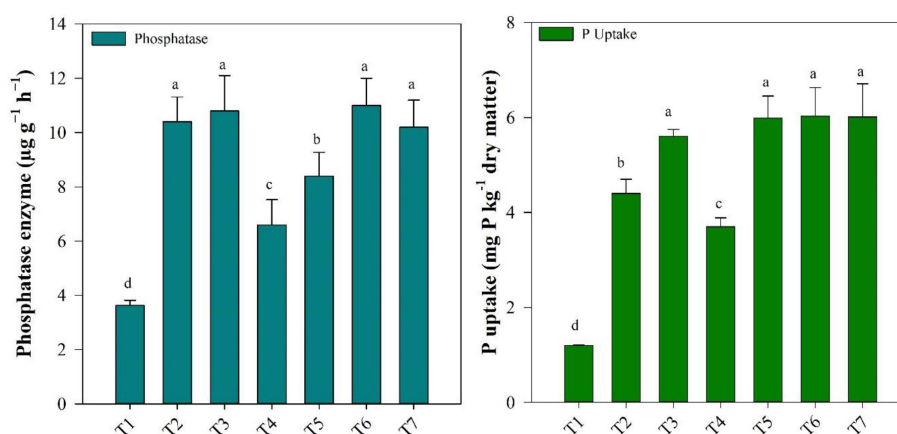 Phosphatase enzyme (µg g⁻¹ h⁻¹)
14
12
10
8
6
4
2
0
Phosphatase
d
a
a
c
b
a
a
T1
T2
T3
T4
T5
T6
T7
P uptake (mg P kg⁻¹ dry matter)
8
6
4
2
0
P Uptake
d
b
a
c
a
a
a
T1
T2
T3
T4
T5
T6
T7